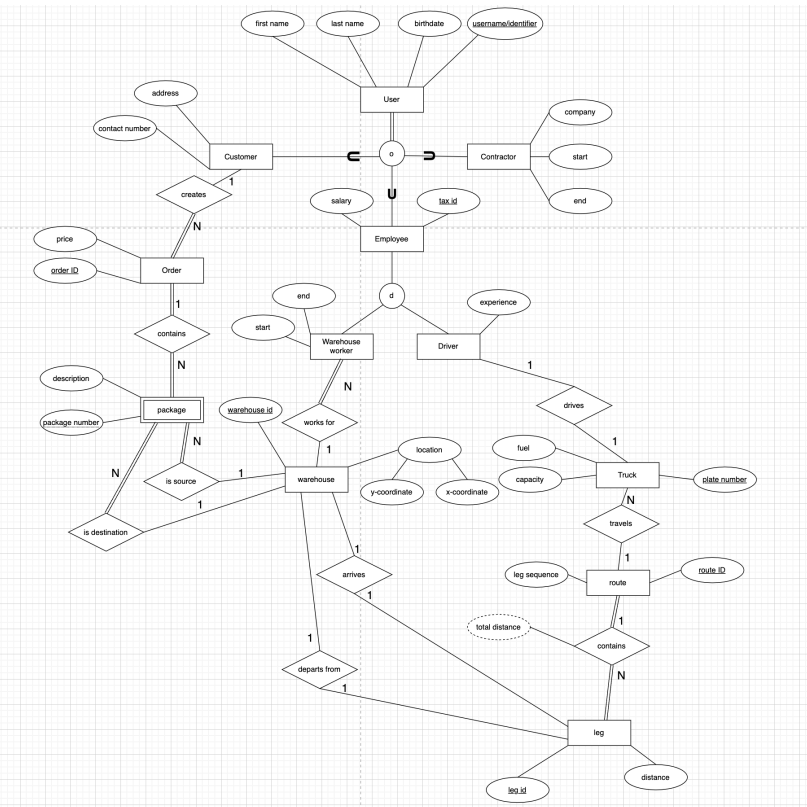 first name
last name
birthdate
username/identifier
User
address
contact number
Customer
o
Contractor
company
start
end
1
creates
N
salary
tax id
Employee
price
order ID
Order
1
contains
N
d
end
start
Warehouse
worker
Driver
experience
1
drives
1
description
package number
package
N
works for
1
warehouse id
N
N
is source
1
1
is destination
warehouse
location
y-coordinate
x-coordinate
fuel
capacity
Truck
plate number
N
travels
1
leg sequence
route
route ID
1
total distance
contains
N
1
arrives
1
1
departs from
1
leg
leg id
distance